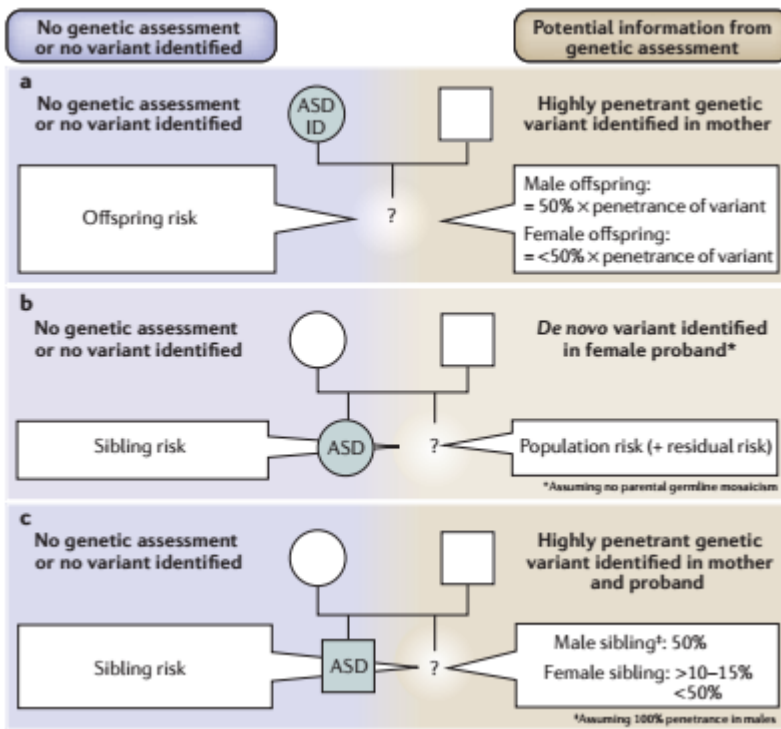 No genetic assessment
or no variant identified
Potential information from
genetic assessment
a
No genetic assessment
or no variant identified
ASD
ID
Highly penetrant genetic
variant identified in mother
Offspring risk
?
Male offspring:
= 50% × penetrance of variant
Female offspring:
= <50% × penetrance of variant
b
No genetic assessment
or no variant identified
De novo variant identified
in female proband*
Sibling risk
ASD
?
Population risk (+ residual risk)
*Assuming no parental germline mosaicism
c
No genetic assessment
or no variant identified
Highly penetrant genetic
variant identified in mother
and proband
Sibling risk
ASD
?
Male sibling‡: 50%
Female sibling: >10–15%
<50%
‡Assuming 100% penetrance in males